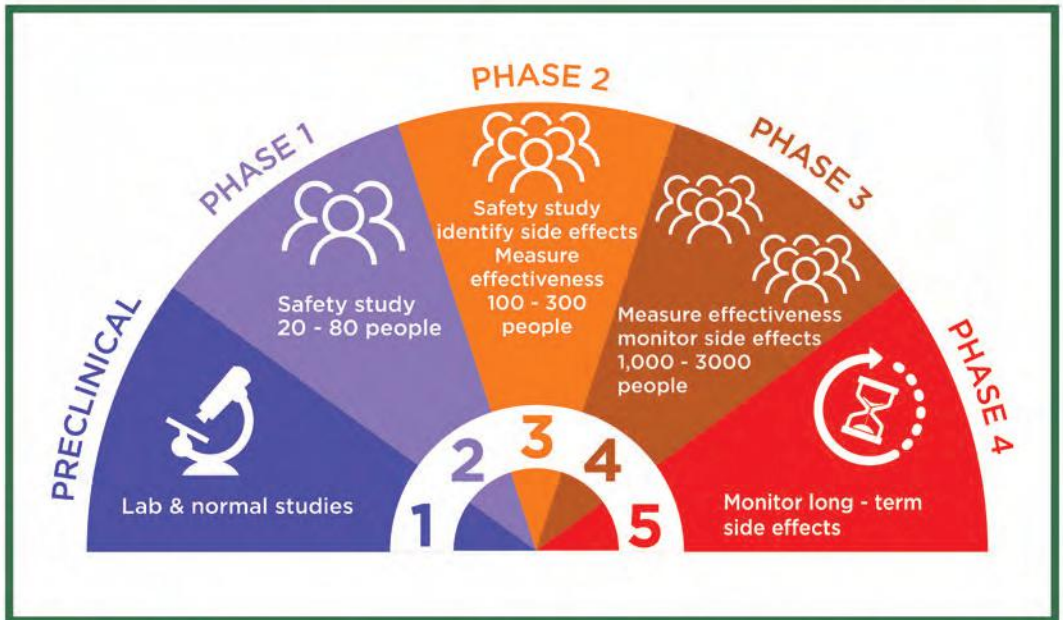 PRECLINICAL
Lab & normal studies
1
PHASE 1
Safety study
20 - 80 people
2
PHASE 2
Safety study
identify side effects
Measure
effectiveness
100 - 300
people
3
PHASE 3
Measure effectiveness
monitor side effects
1,000 - 3000
people
4
PHASE 4
Monitor long - term
side effects
5